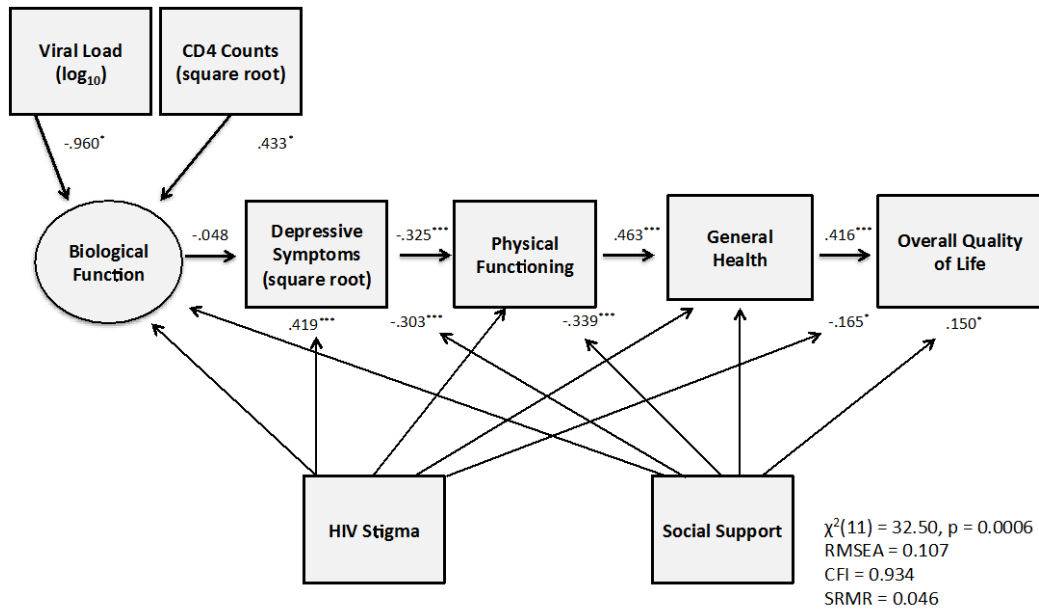 Viral Load
(log₁₀)
CD4 Counts
(square root)
-.960*
.433*
Biological
Function
-.048
Depressive
Symptoms
(square root)
-.325***
Physical
Functioning
.463***
General
Health
.416***
Overall Quality
of Life
.419***
-.303***
-.339***
-.165*
.150*
HIV Stigma
Social Support
χ²(11) = 32.50, p = 0.0006
RMSEA = 0.107
CFI = 0.934
SRMR = 0.046